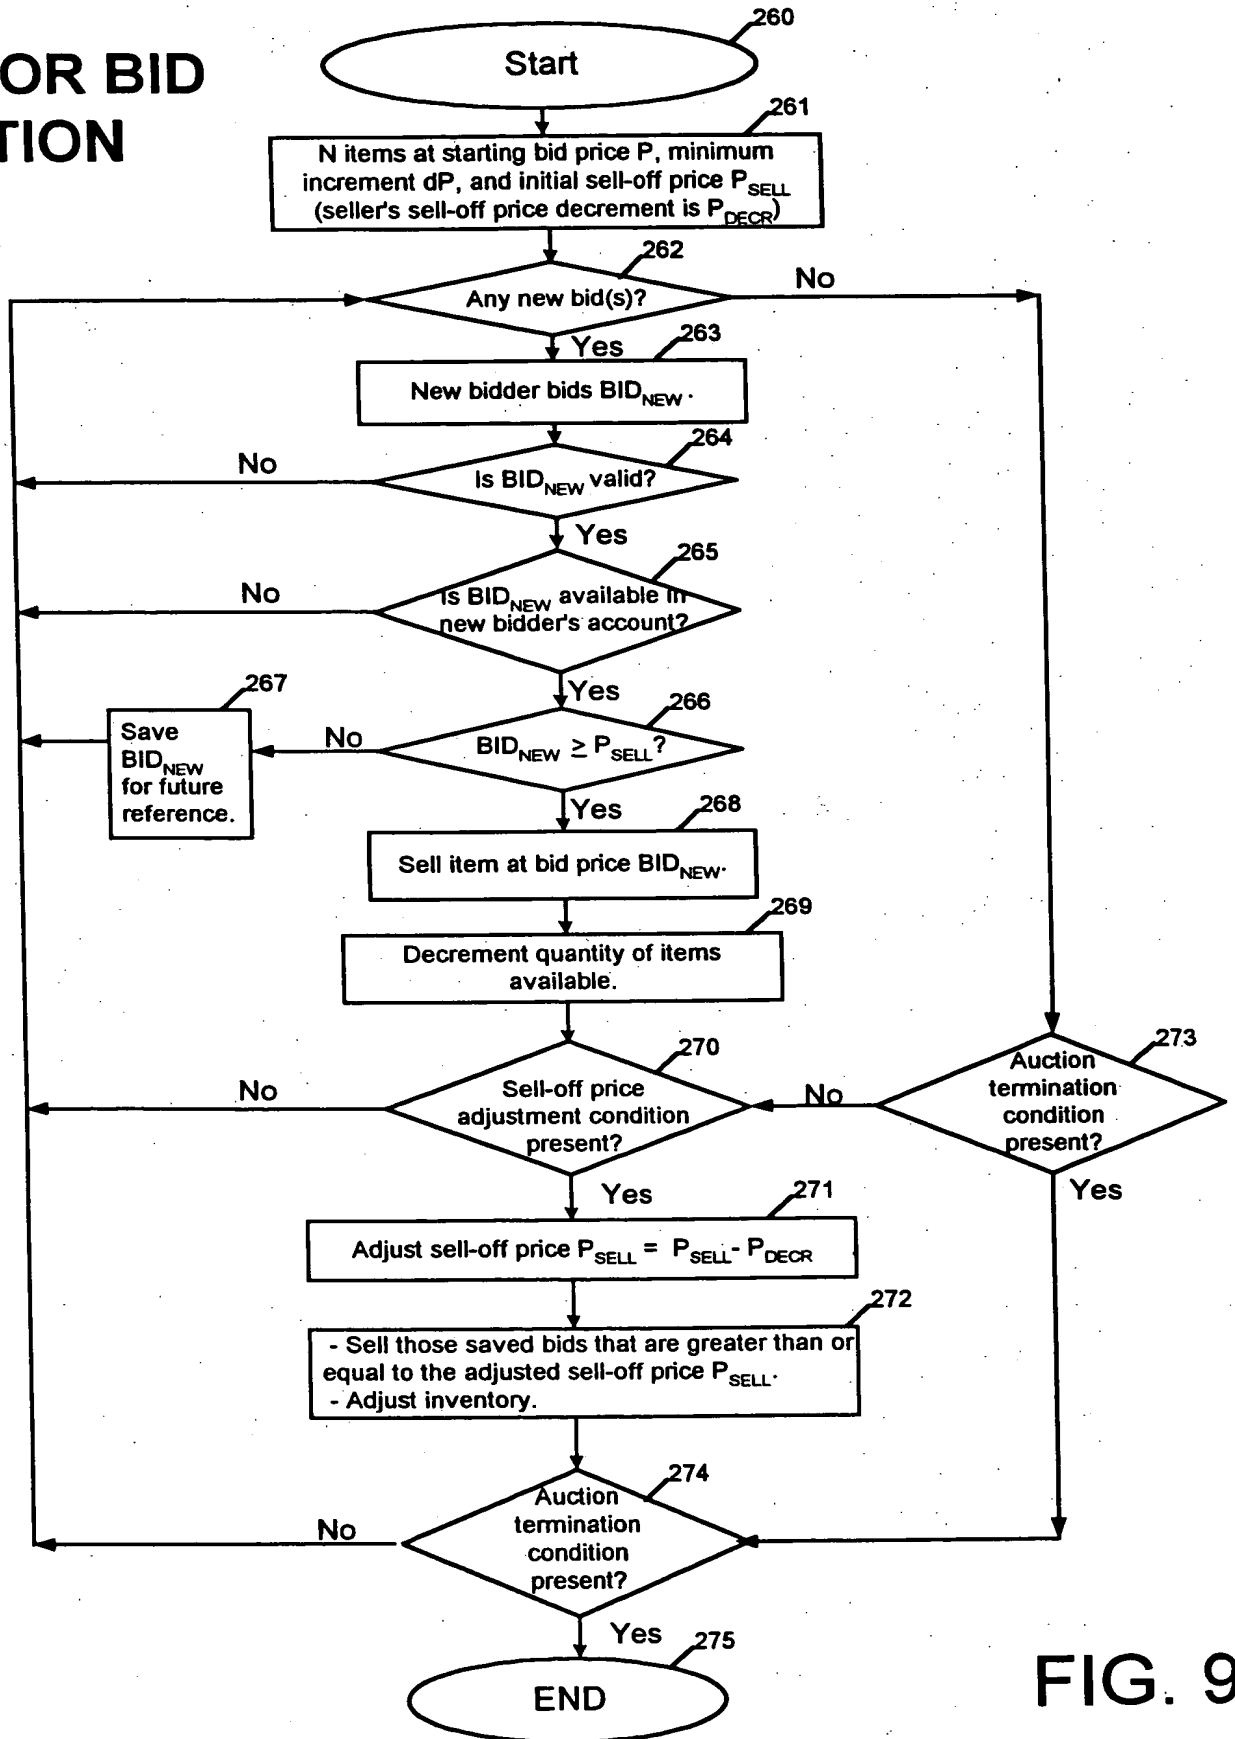 OR BID
TION
260
Start
261
N items at starting bid price P, minimum
increment dP, and initial sell-off price PSELL
(seller's sell-off price decrement is PDECR)
262
Any new bid(s)?
No
Yes
263
New bidder bids BIDNEW.
264
No
Is BIDNEW valid?
Yes
265
No
Is BIDNEW available in
new bidder's account?
Yes
267
266
Save
BIDNEW
for future
reference.
No
BIDNEW ≥ PSELL?
Yes
268
Sell item at bid price BIDNEW.
269
Decrement quantity of items
available.
270
No
Sell-off price
adjustment condition
present?
No
273
Auction
termination
condition
present?
Yes
Yes
271
Adjust sell-off price PSELL = PSELL- PDECR
272
- Sell those saved bids that are greater than or
equal to the adjusted sell-off price PSELL.
- Adjust inventory.
274
No
Auction
termination
condition
present?
Yes
275
END
FIG. 9